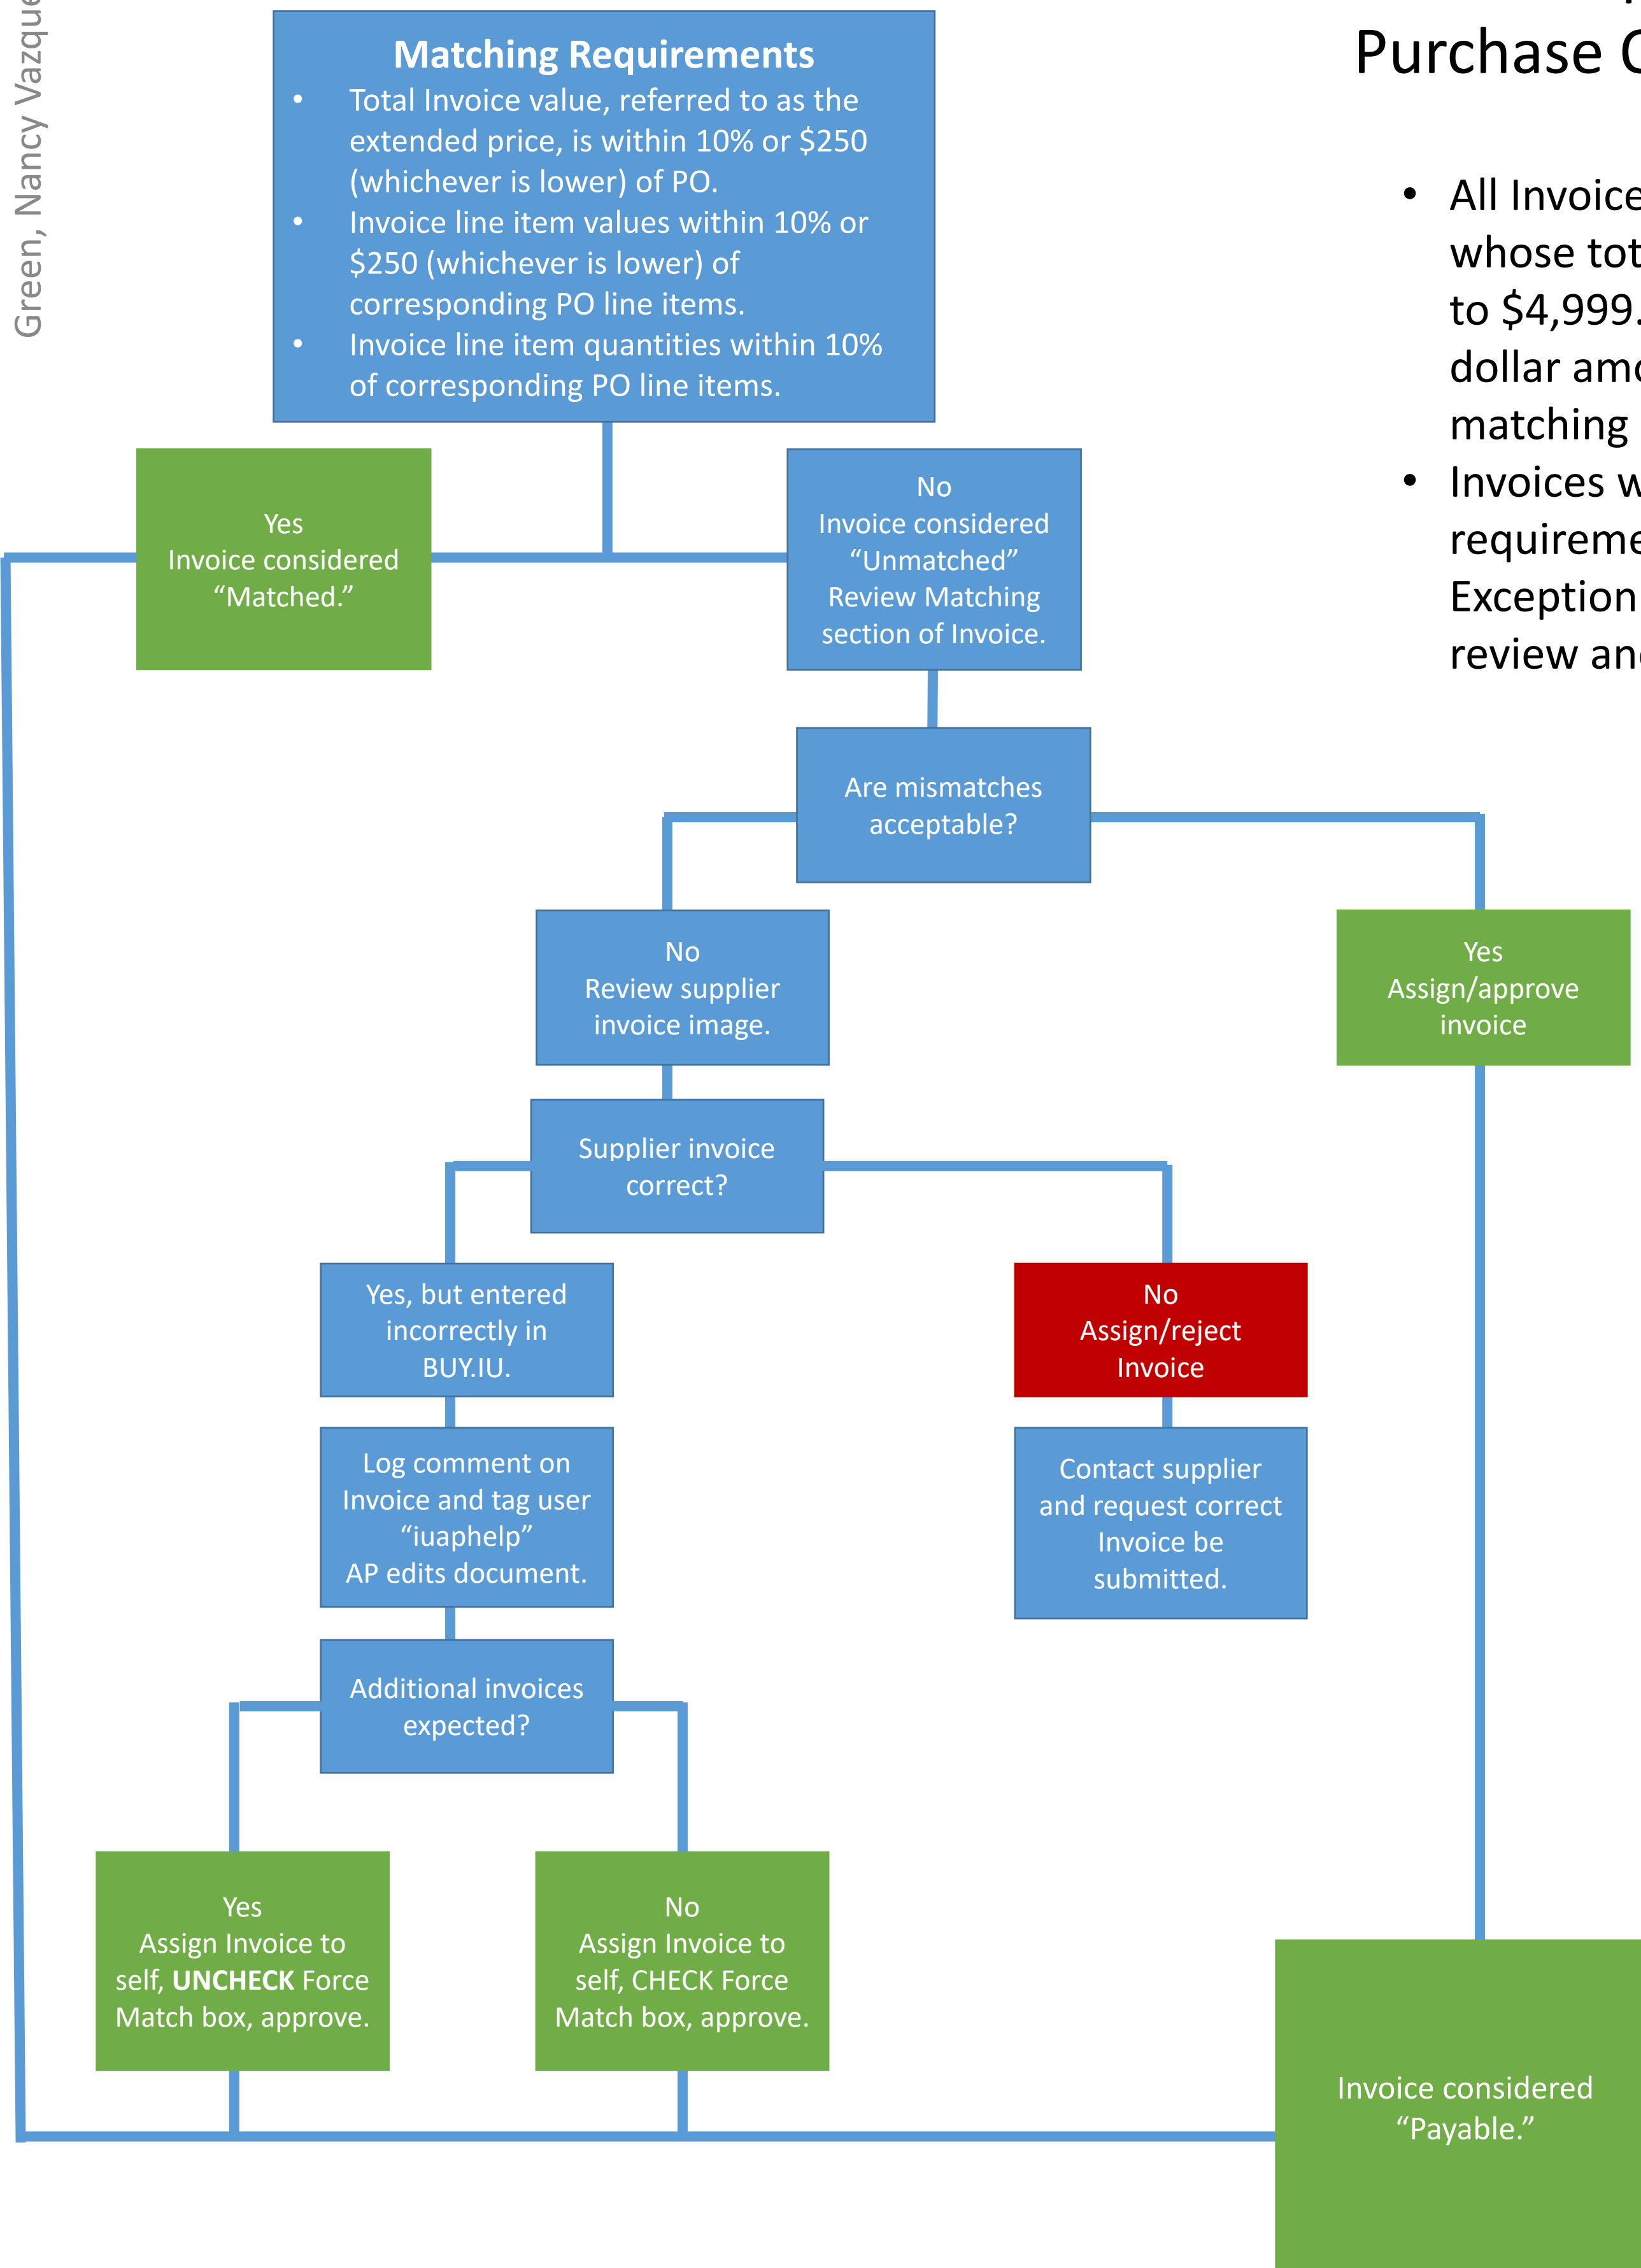 Green, Nancy
Purchase
Matching Requirements
• Total Invoice value, referred to as the
extended price, is within 10% or $250
(whichever is lower) of PO.
• Invoice line item values within 10% or
$250 (whichever is lower) of
corresponding PO line items.
• Invoice line item quantities within 10%
of corresponding PO line items.
• All
whose
to $4,999.
dollar
matching
• Invoices
Exception
review
Yes
Invoice considered
“Matched.”
No
Invoice considered
“Unmatched”
Review Matching
section of Invoice.
Are mismatches
acceptable?
No
Review supplier
invoice image.
Yes
Assign/approve
invoice
Supplier invoice
correct?
Yes, but entered
incorrectly in
BUY.IU.
No
Assign/reject
Invoice
Log comment on
Invoice and tag user
“iuaphelp”
AP edits document.
Contact supplier
and request correct
Invoice be
submitted.
Additional invoices
expected?
Yes
Assign Invoice to
self, UNCHECK Force
Match box, approve.
No
Assign Invoice to
self, CHECK Force
Match box, approve.
Invoice considered
“Payable.”